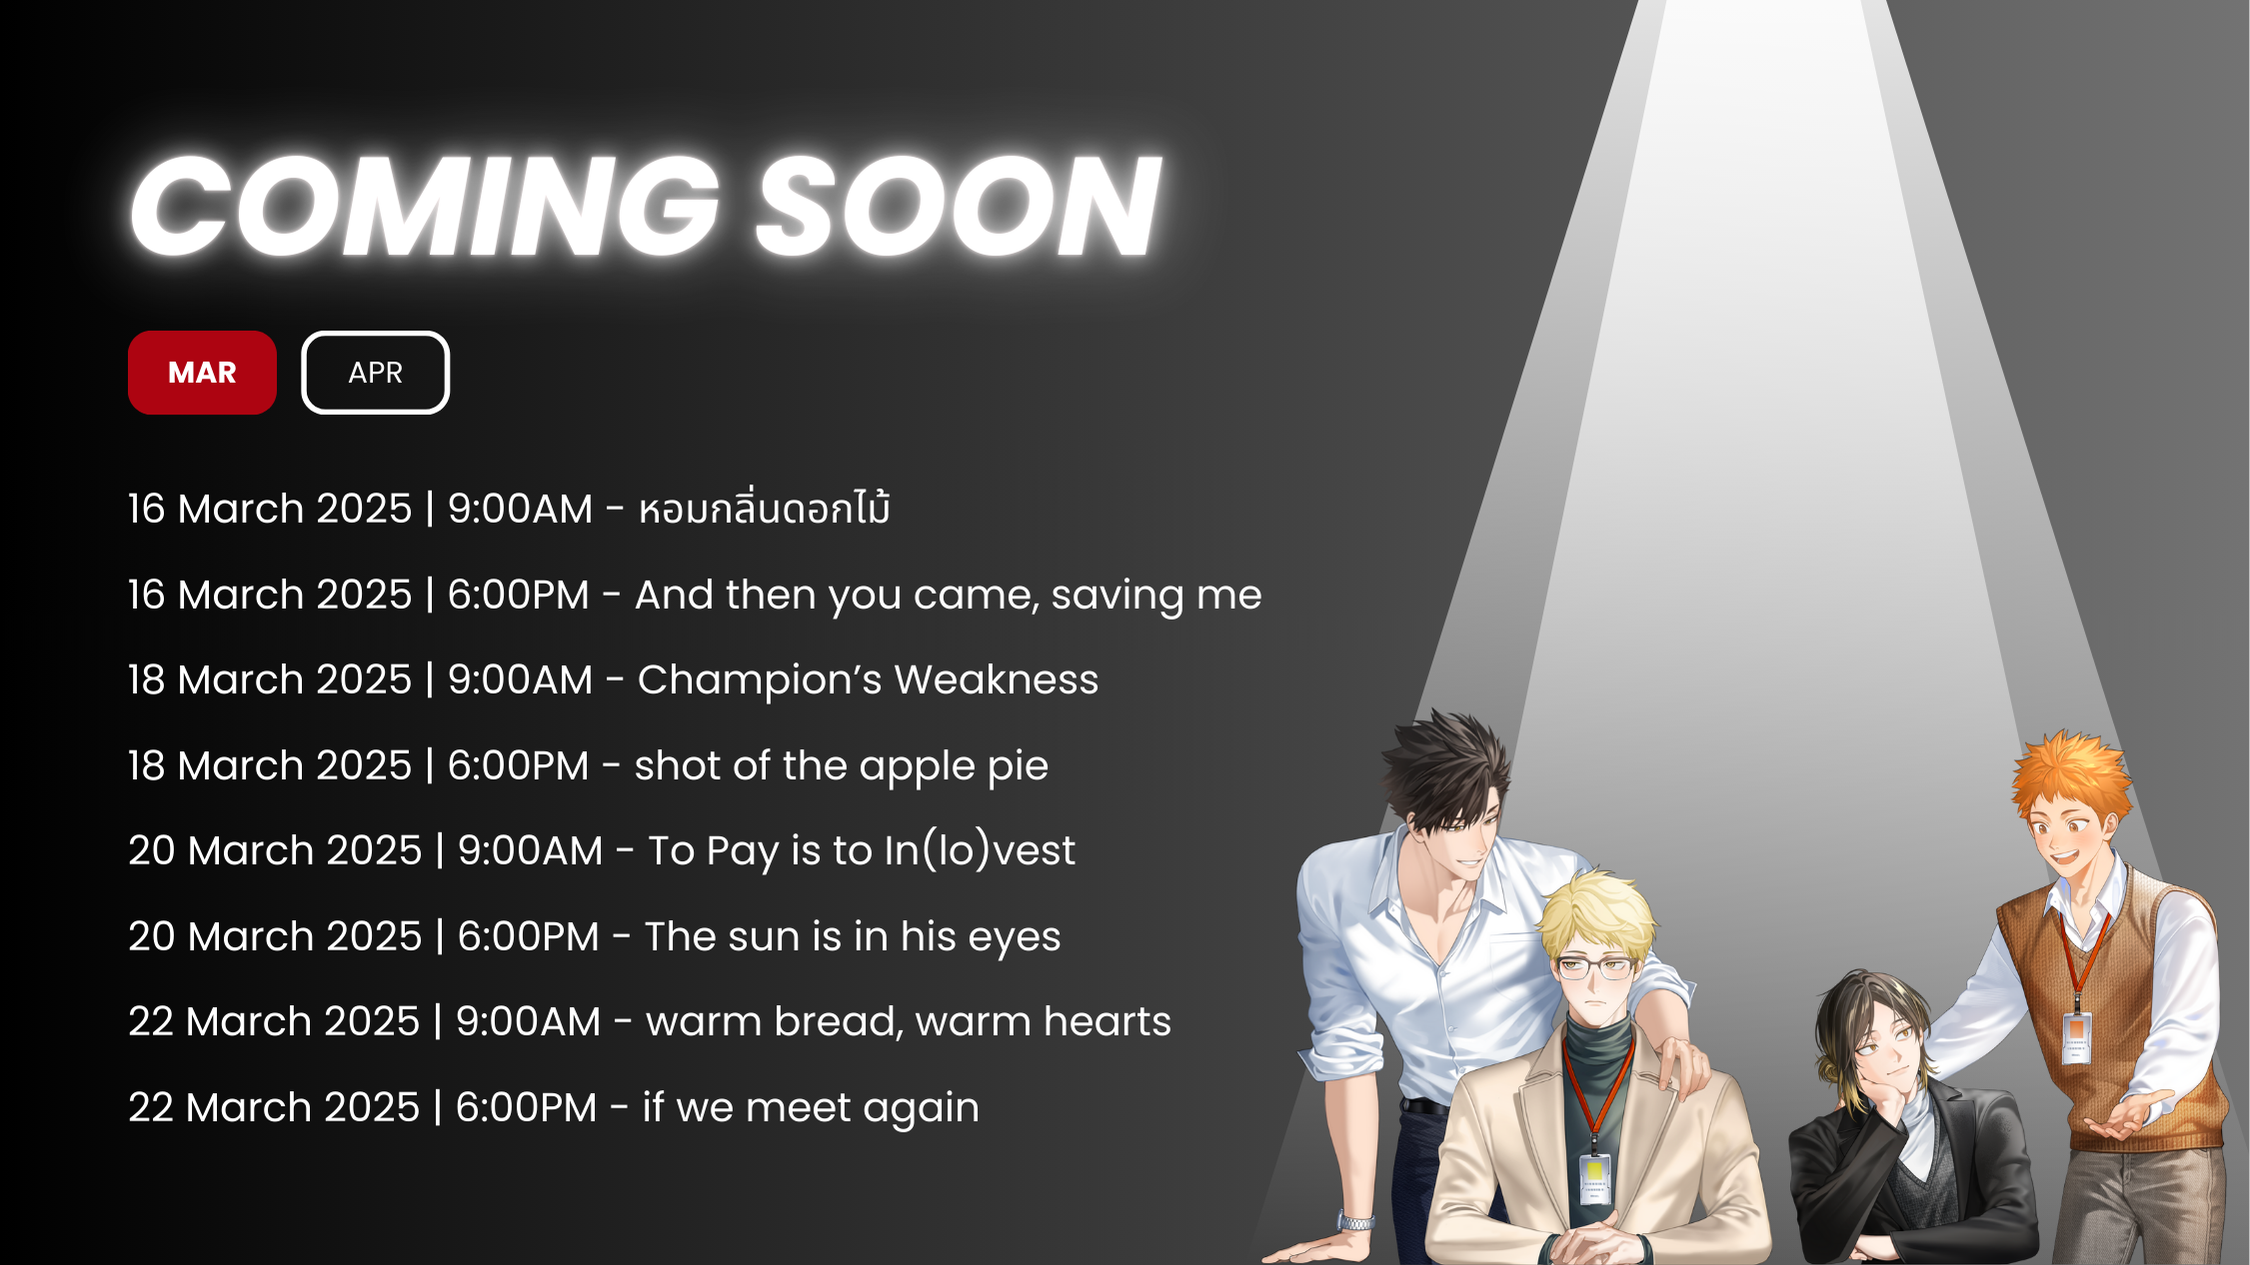 COMING SOON
MAR
APR
16 March 2025 | 9:00AM - หอมกลิ่นดอกไม้
16 March 2025 | 6:00PM - And then you came, saving me
18 March 2025 | 9:00AM - Champion’s Weakness
18 March 2025 | 6:00PM - shot of the apple pie
20 March 2025 | 9:00AM - To Pay is to In(lo)vest
20 March 2025 | 6:00PM - The sun is in his eyes
22 March 2025 | 9:00AM - warm bread, warm hearts
22 March 2025 | 6:00PM - if we meet again